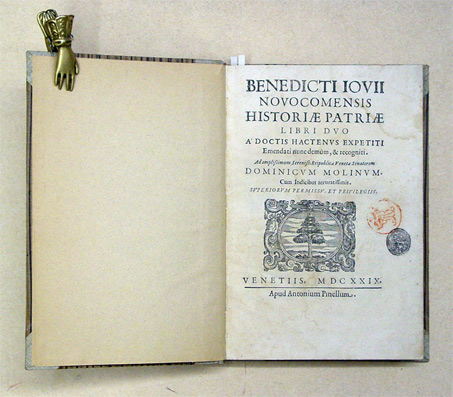 BENEDICTI IOVII
NOVOCOMENSIS
HISTORIÆ PATRIÆ
LIBRI DVO
A' DOCTIS HACTENVS EXPETITI
Emendati nunc demùm, & recogniti.
Ad amplissimum Sereniss. Reipublicæ Venetæ Senatorem
DOMINICVM MOLINVM.
Cum Indicibus
SVPERIORVM PERMISSV, ET PRIVILEGIIS.
VENETIIS, MDCXXIX.
Apud Antonium Pinellum.